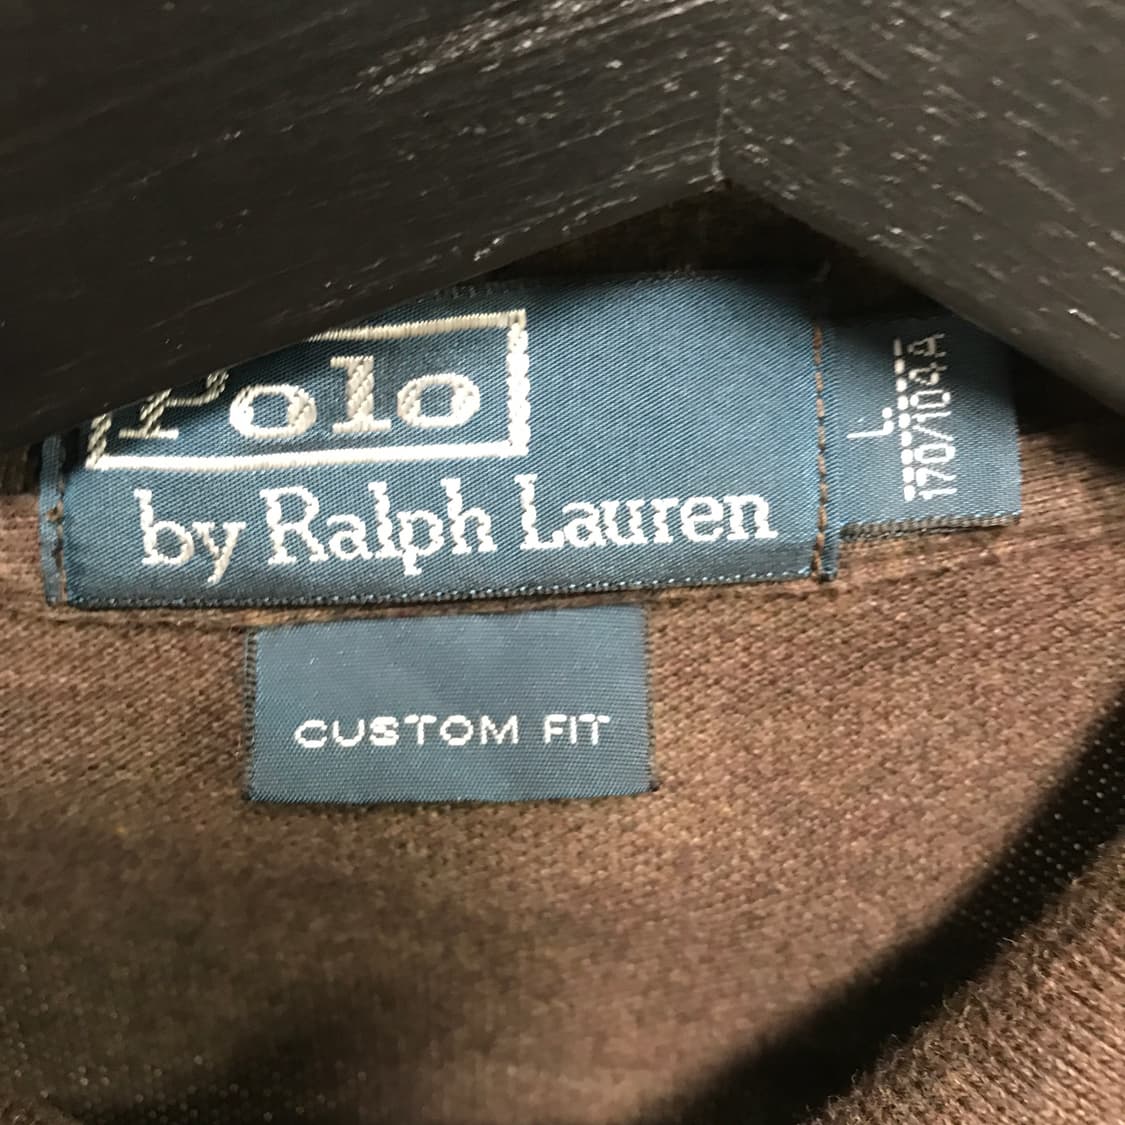 Polo
by Ralph Lauren
L.
170/104A
CUSTOM FIT